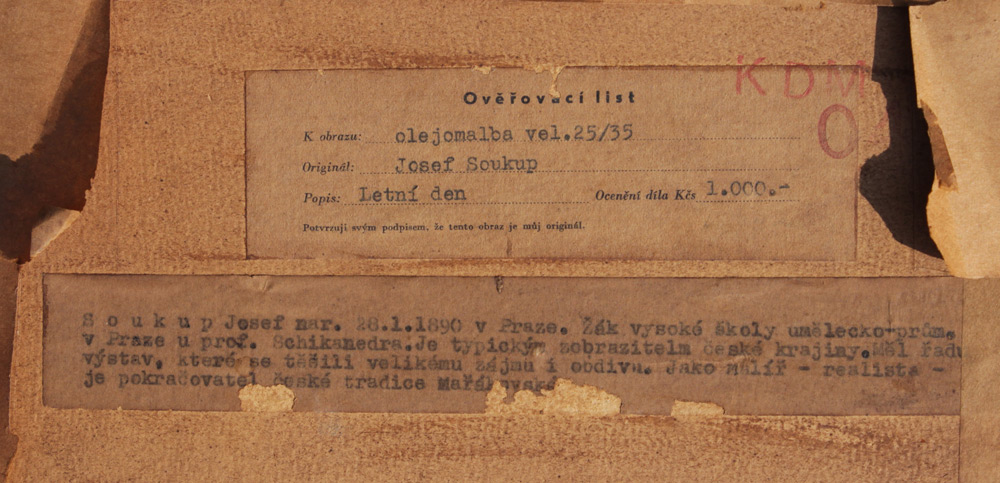 KDM
O
Ověřovací list
K obrazu: olejomalba vel.25/35
Originál: Josef Soukup
Popis: Letní den Ocenění díla Kčs 1.000.-
Potvrzuji svým podpisem, že tento obraz je můj originál.
S o u k u p Josef nar. 28.1.1890 v Praze. Žák vysoké školy umělecko-prům,
v Praze u prof. Schikanedra.Je typickým zobrazitelm české krajiny.Měl řadu
výstav, které se těšili velikému zájmu i obdivu. Jako málíř - realista -
je pokračovatel české tradice Mařákovské